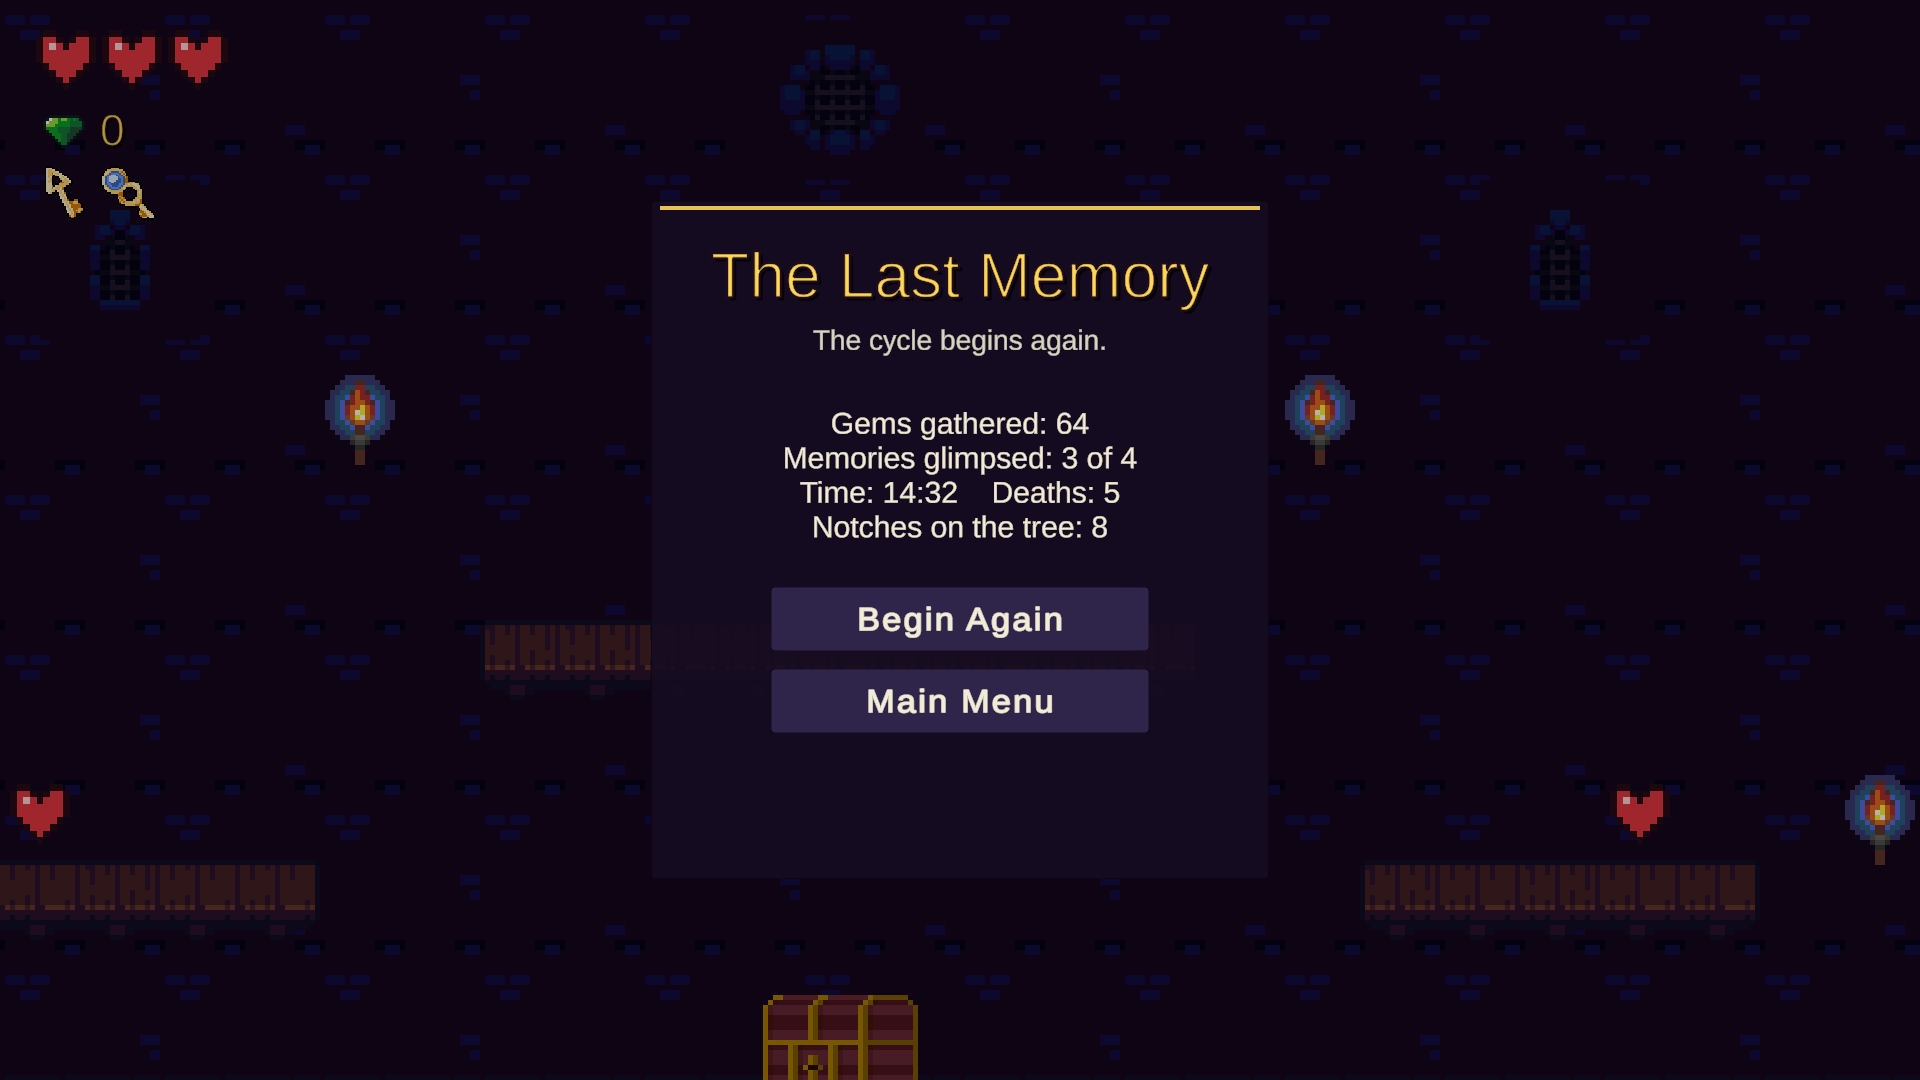 0
The Last Memory
The cycle begins again.
Gems gathered: 64
Memories glimpsed: 3 of 4
Time: 14:32    Deaths: 5
Notches on the tree: 8
Begin Again
Main Menu